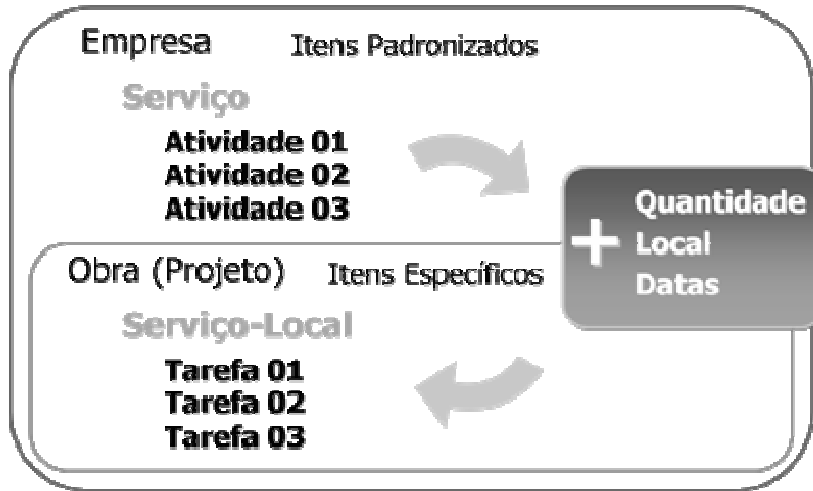 Empresa Itens Padronizados
Serviço
Atividade 01
Atividade 02
Atividade 03
+ Quantidade
Local
Datas
Obra (Projeto) Itens Específicos
Serviço-Local
Tarefa 01
Tarefa 02
Tarefa 03